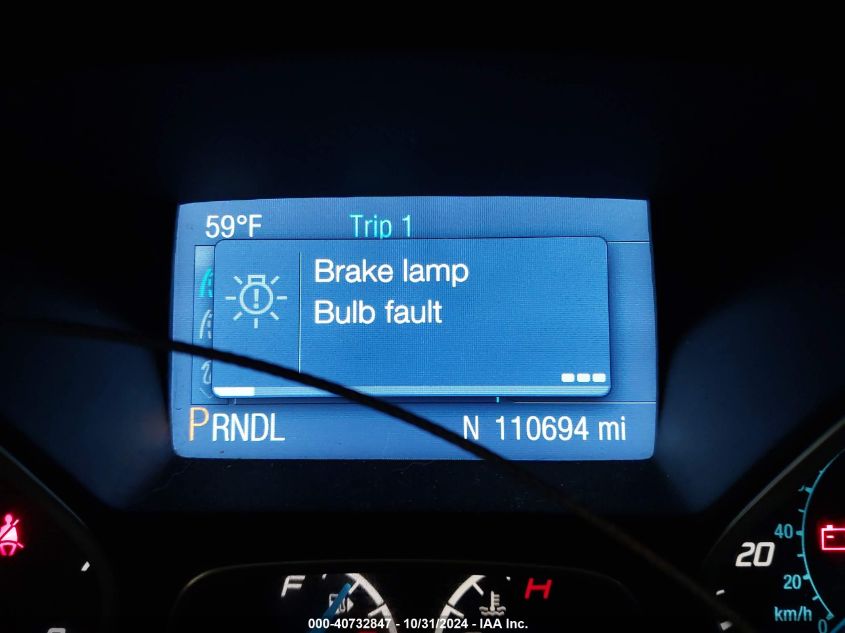 59°F Trip 1
Brake lamp
Bulb fault
PRNDL N 110694 mi
40
20
20
km/h 0
F H
000-40732847 - 10/31/2024 - IAA Inc.